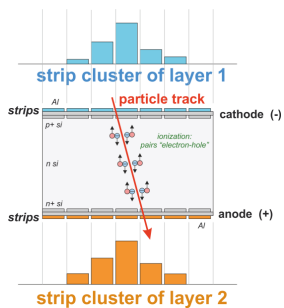 strip cluster of layer 1
Al
particle track
strips
cathode (-)
p+ si
ionization:
pairs "electron-hole"
n si
n+ si
strips
anode (+)
Al
strip cluster of layer 2